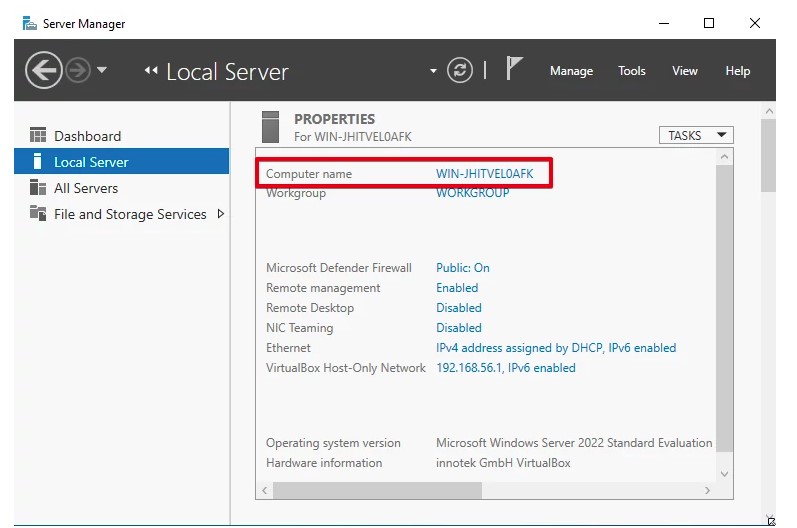 Server Manager
Local Server
Manage Tools View Help
Dashboard
Local Server
All Servers
File and Storage Services
PROPERTIES
For WIN-JHITVEL0AFK
TASKS
Computer name WIN-JHITVEL0AFK
Workgroup WORKGROUP
Microsoft Defender Firewall Public: On
Remote management Enabled
Remote Desktop Disabled
NIC Teaming Disabled
Ethernet IPv4 address assigned by DHCP, IPv6 enabled
VirtualBox Host-Only Network 192.168.56.1, IPv6 enabled
Operating system version Microsoft Windows Server 2022 Standard Evaluation
Hardware information innotek GmbH VirtualBox